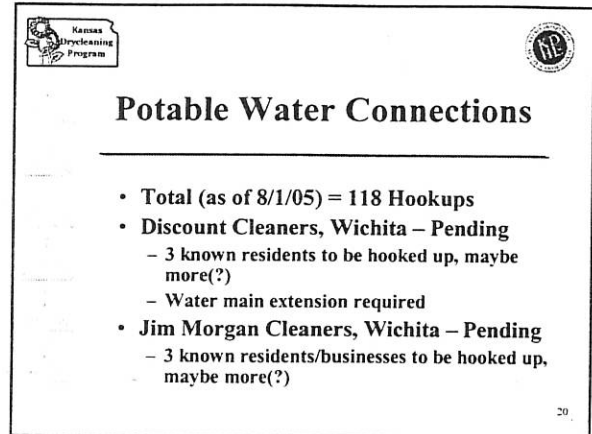 Kansas
Drycleaning
Program
Potable Water Connections
• Total (as of 8/1/05) = 118 Hookups
• Discount Cleaners, Wichita – Pending
– 3 known residents to be hooked up, maybe
more(?)
– Water main extension required
• Jim Morgan Cleaners, Wichita – Pending
– 3 known residents/businesses to be hooked up,
maybe more(?)
20